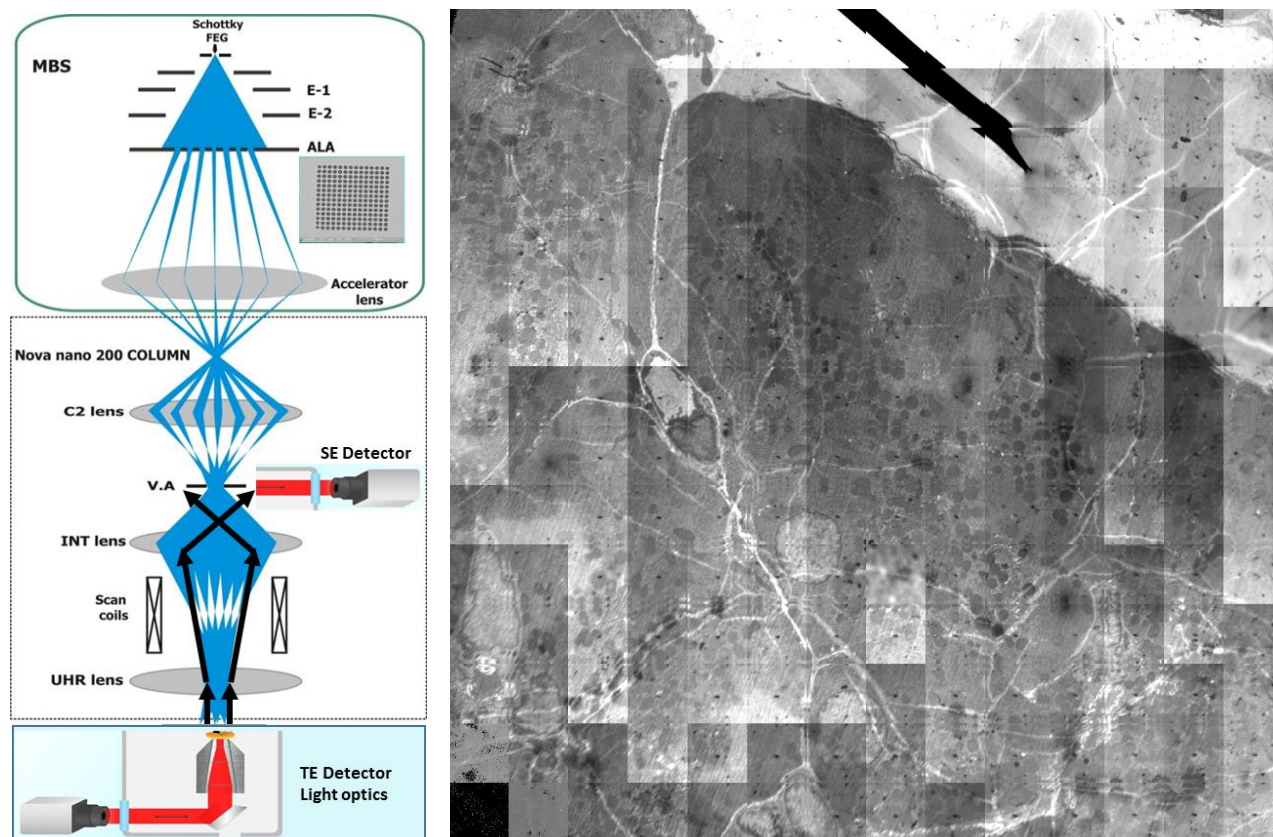 Schottky
FEG
MBS
E-1
E-2
ALA
Accelerator
lens
Nova nano 200 COLUMN
C2 lens
SE Detector
V.A
INT lens
Scan
coils
UHR lens
TE Detector
Light optics